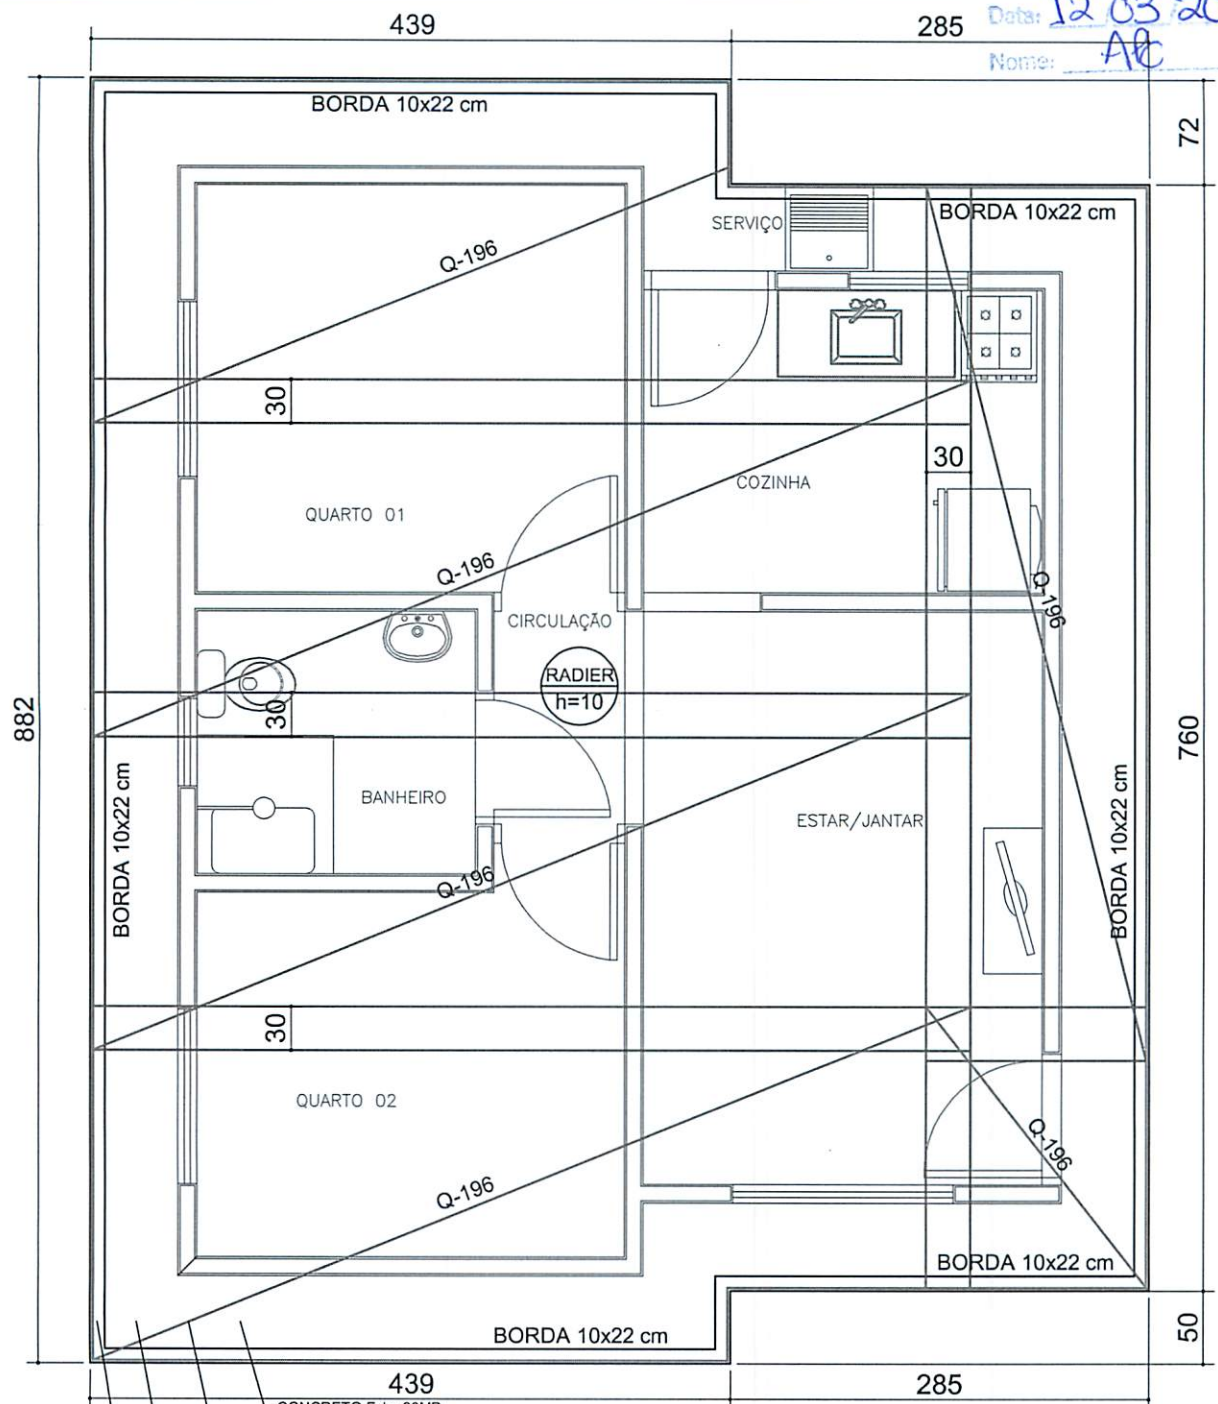 439
285
Data: 12 03 20
Nome: APC
BORDA 10x22 cm
72
SERVIÇO
BORDA 10x22 cm
Q-196
30
30
COZINHA
QUARTO 01
Q-196
Q-196
CIRCULAÇÃO
RADIER
h=10
882
30
760
BORDA 10x22 cm
BANHEIRO
ESTAR/JANTAR
BORDA 10x22 cm
Q-196
30
QUARTO 02
Q-196
Q-196
BORDA 10x22 cm
BORDA 10x22 cm
50
439
285